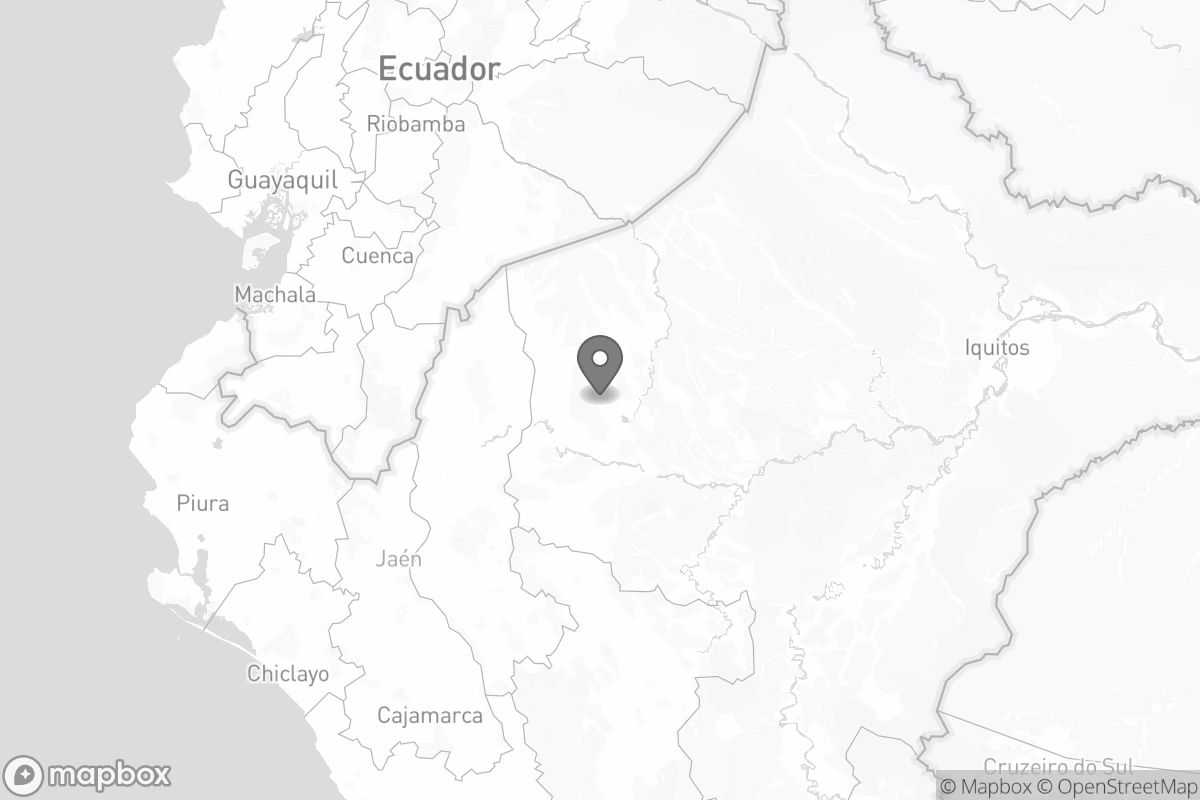 Ecuador
Riobamba
Guayaquil
Cuenca
Machala
Iquitos
Piura
Jaén
Chiclayo
Cajamarca
Cruzeiro do Sul
mapbox
© Mapbox © OpenStreetMap